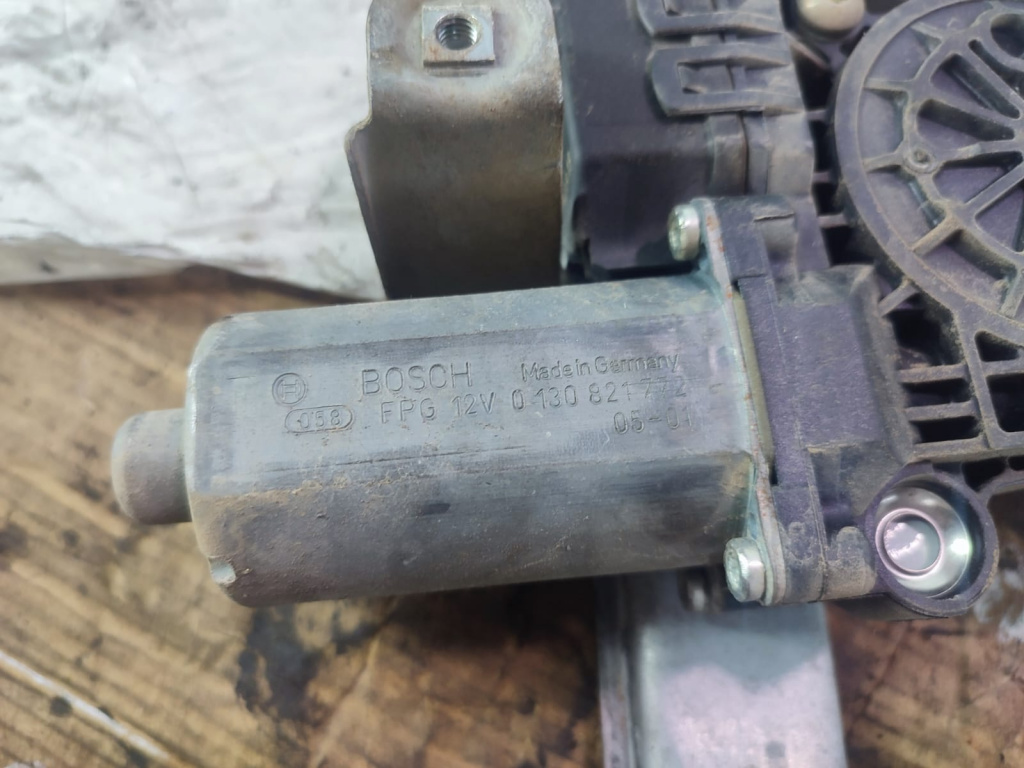 BOSCH Made in Germany
058 FPG 12V 0 130 821 772
05-01